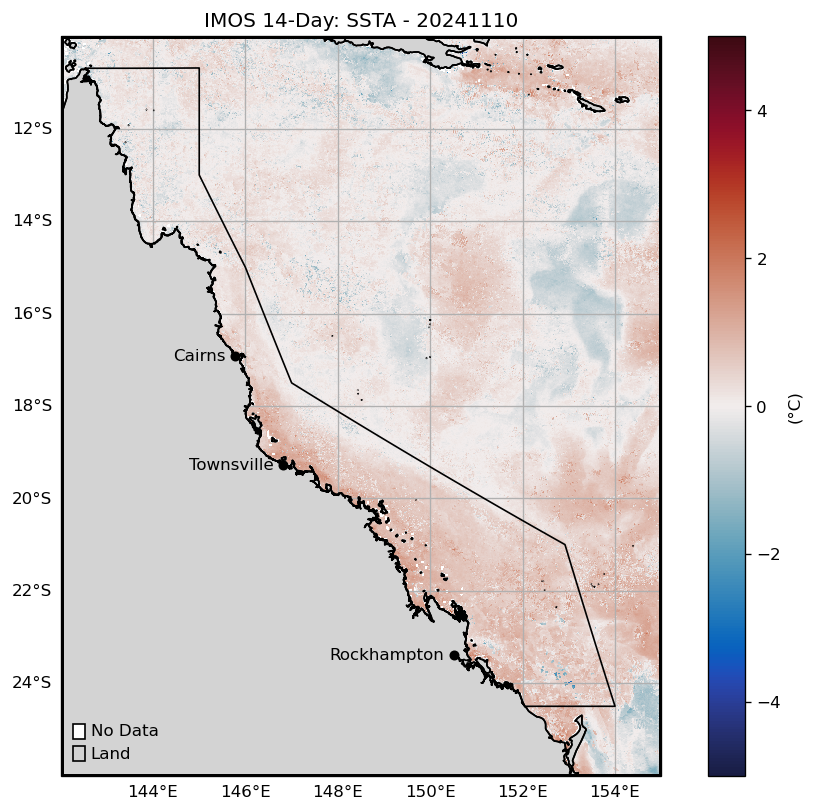 IMOS 14-Day: SSTA - 20241110
12°S
14°S
16°S
18°S
20°S
22°S
24°S
Cairns
Townsville
Rockhampton
No Data
Land
144°E 146°E 148°E 150°E 152°E 154°E
4
2
0
−2
−4
(°C)